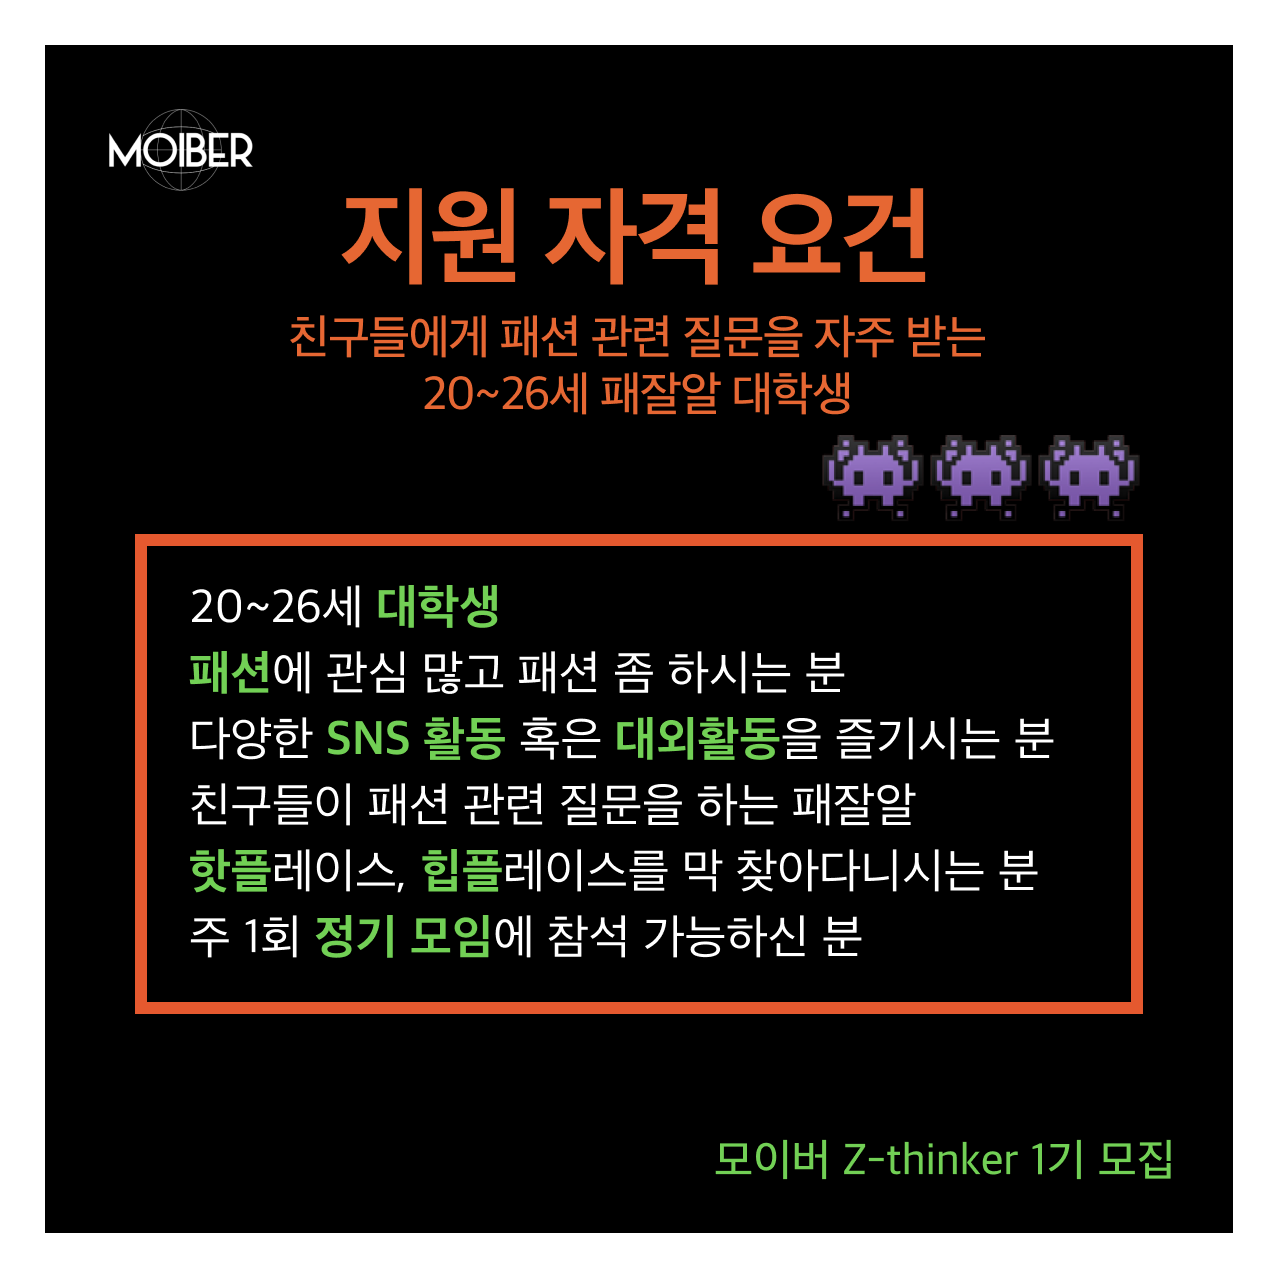 MOIBER
지원 자격 요건
친구들에게 패션 관련 질문을 자주 받는
20~26세 패잘알 대학생
20~26세 대학생
패션에 관심 많고 패션 좀 하시는 분
다양한 SNS 활동 혹은 대외활동을 즐기시는 분
친구들이 패션 관련 질문을 하는 패잘알
핫플레이스, 힙플레이스를 막 찾아다니시는 분
주 1회 정기 모임에 참석 가능하신 분
모이버 Z-thinker 1기 모집